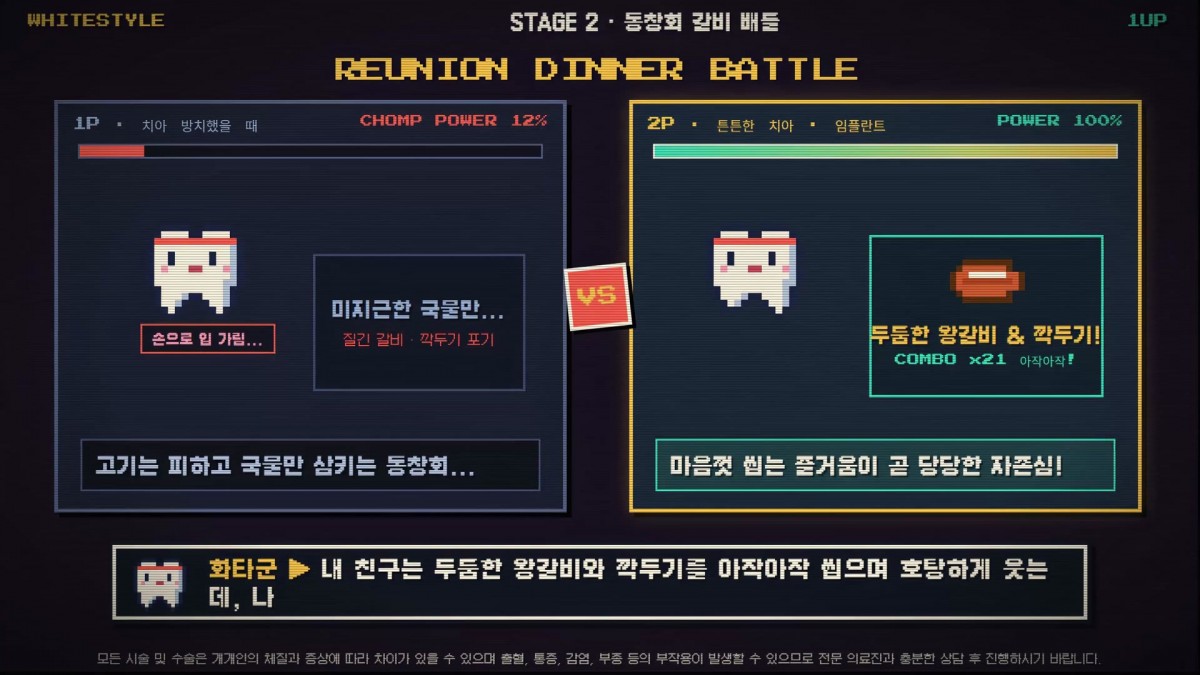 WHITESTYLE
STAGE 2 · 동창회 갈비 배틀
1UP
REUNION DINNER BATTLE
1P · 치아 방치했을 때
CHOMP POWER 12%
손으로 입 가림...
미지근한 국물만...
질긴 갈비 · 깍두기 포기
고기는 피하고 국물만 삼키는 동창회...
VS
2P · 튼튼한 치아 · 임플란트
POWER 100%
두툼한 왕갈비 & 깍두기!
COMBO x21 아작아작!
마음껏 씹는 즐거움이 곧 당당한 자존심!
화타군 ▶ 내 친구는 두툼한 왕갈비와 깍두기를 아작아작 씹으며 호탕하게 웃는
데, 나
모든 시술 및 수술은 개개인의 체질과 증상에 따라 차이가 있을 수 있으며 출혈, 통증, 감염, 부종 등의 부작용이 발생할 수 있으므로 전문 의료진과 충분한 상담 후 진행하시기 바랍니다.